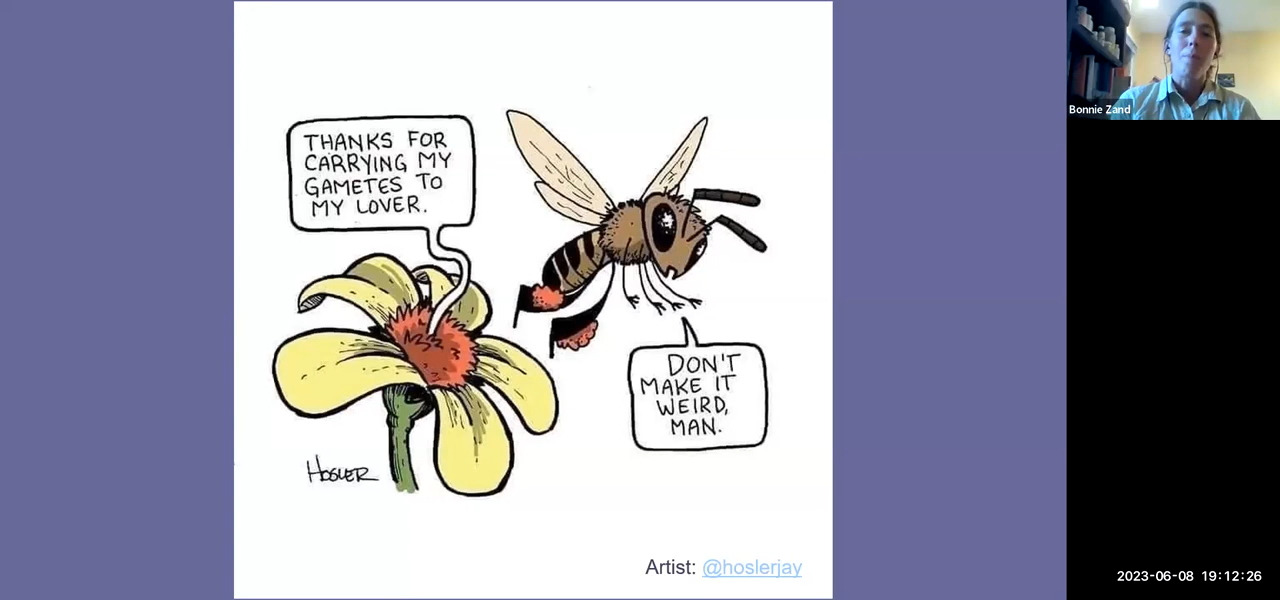 THANKS FOR
CARRYING MY
GAMETES TO
MY LOVER.
DON'T
MAKE IT
WEIRD,
MAN.
HOSLER
Artist: @hoslerjay
Bonnie Zand
2023-06-08 19:12:26